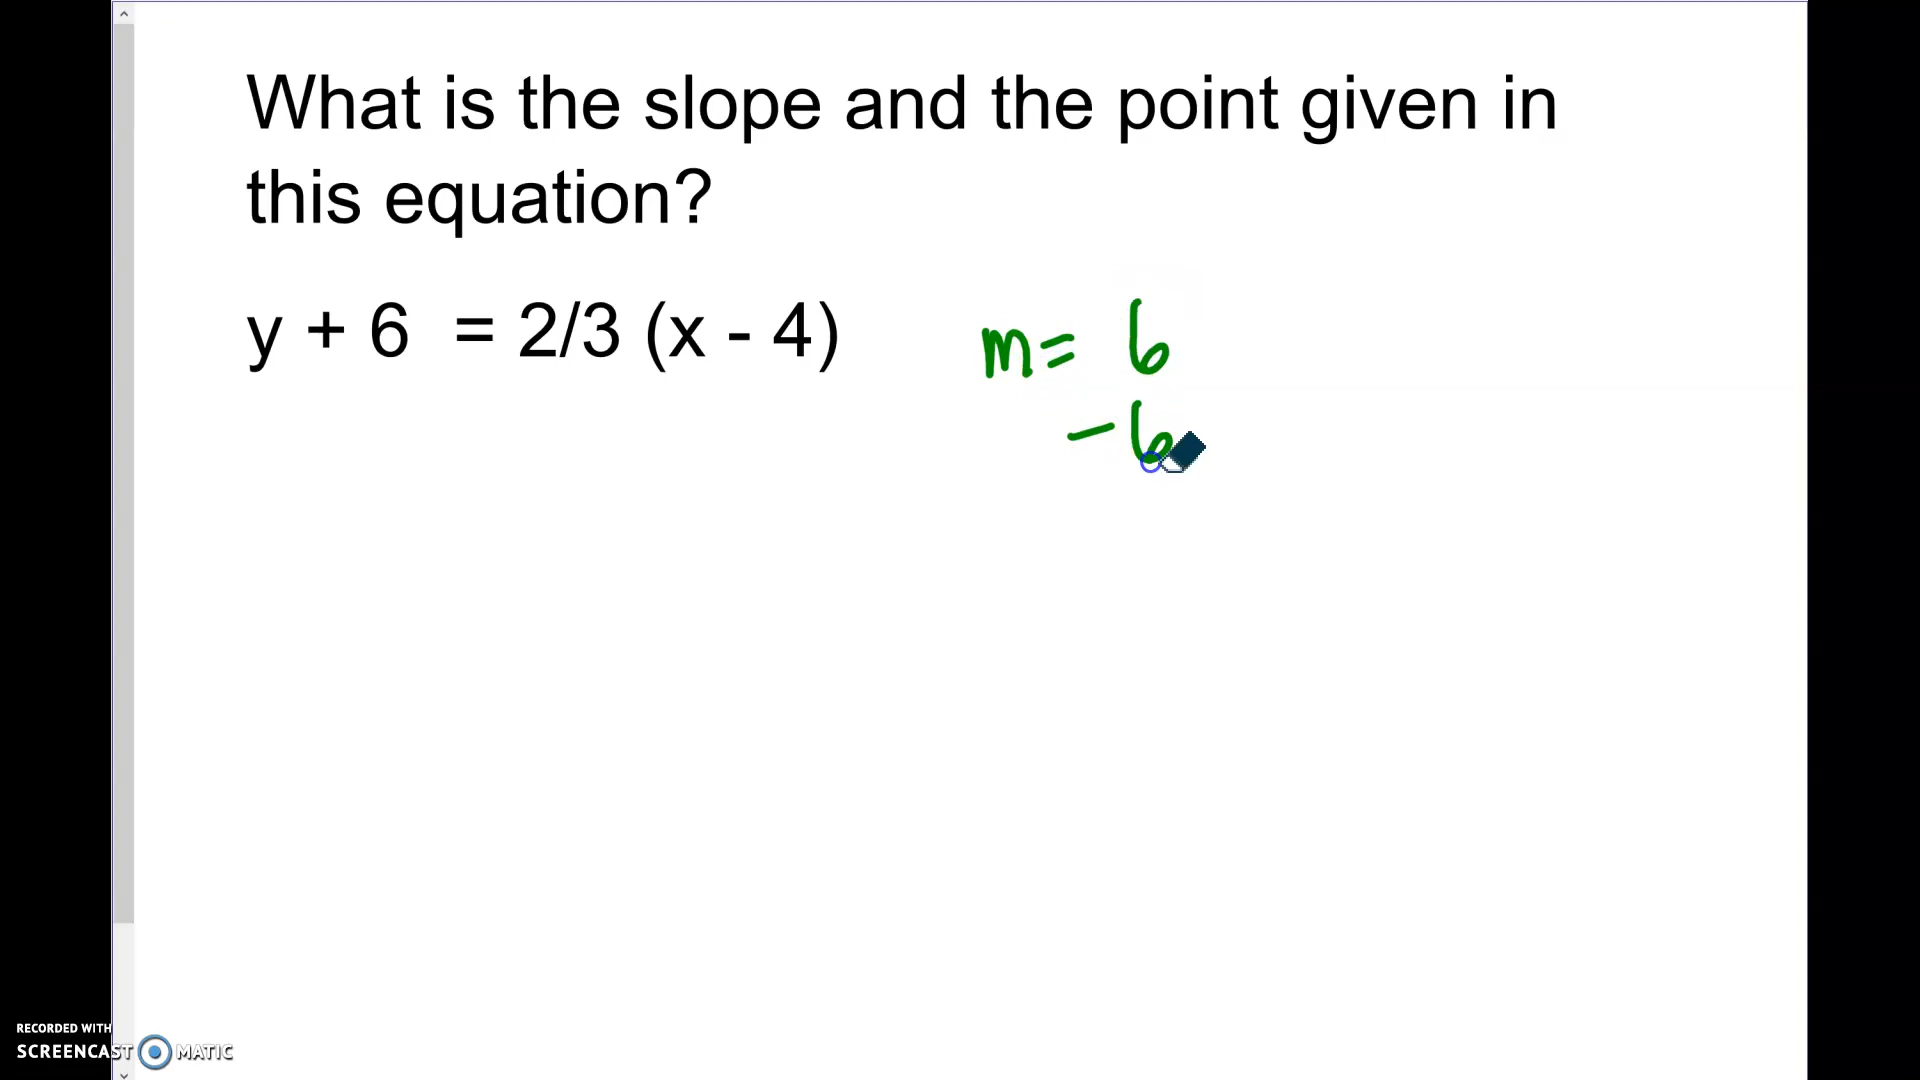 What is the slope and the point given in
this equation?
y + 6 = 2/3 (x - 4)
m = 6
- 6
RECORDED WITH
SCREENCAST MATIC